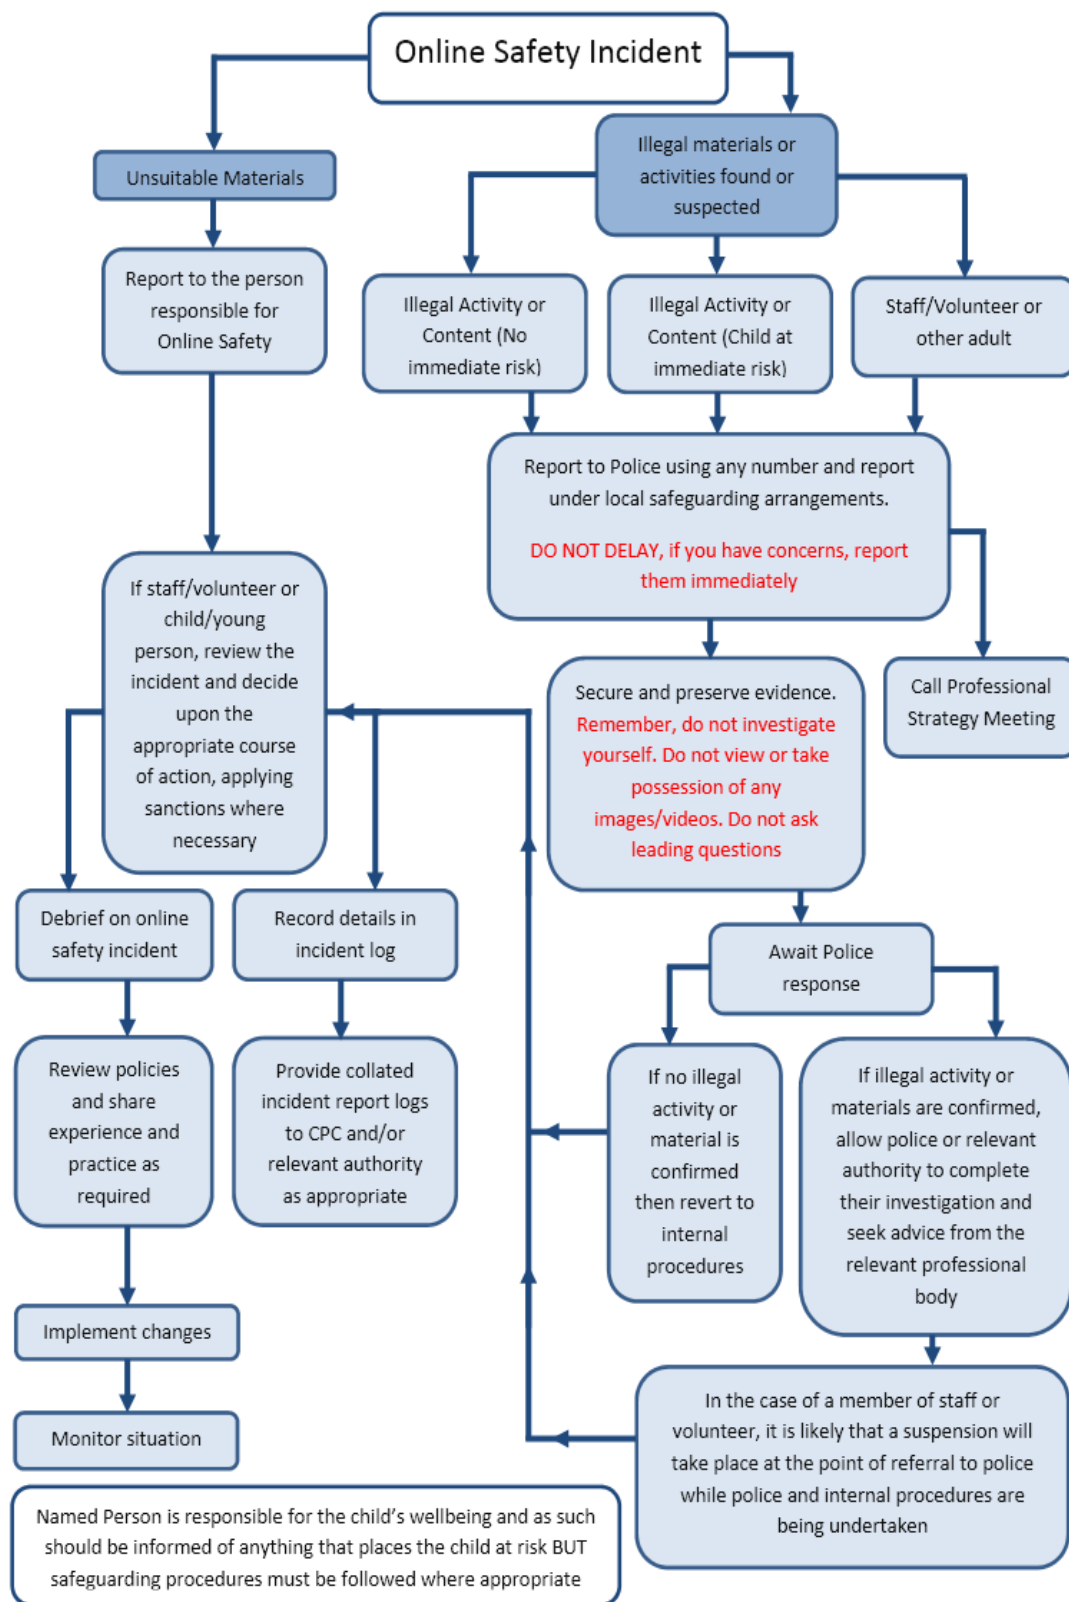 Online Safety Incident
Unsuitable Materials
Illegal materials or
activities found or
suspected
Report to the person
responsible for
Online Safety
Illegal Activity or
Content (No
immediate risk)
Illegal Activity or
Content (Child at
immediate risk)
Staff/Volunteer or
other adult
Report to Police using any number and report
under local safeguarding arrangements.
DO NOT DELAY, if you have concerns, report
them immediately
If staff/volunteer or
child/young
person, review the
incident and decide
upon the
appropriate course
of action, applying
sanctions where
necessary
Secure and preserve evidence.
Remember, do not investigate
yourself. Do not view or take
possession of any
images/videos. Do not ask
leading questions
Call Professional
Strategy Meeting
Debrief on online
safety incident
Record details in
incident log
Await Police
response
Review policies
and share
experience and
practice as
required
Provide collated
incident report logs
to CPC and/or
relevant authority
as appropriate
If no illegal
activity or
material is
confirmed
then revert to
internal
procedures
If illegal activity or
materials are confirmed,
allow police or relevant
authority to complete
their investigation and
seek advice from the
relevant professional
body
Implement changes
Monitor situation
In the case of a member of staff or
volunteer, it is likely that a suspension will
take place at the point of referral to police
while police and internal procedures are
being undertaken
Named Person is responsible for the child's wellbeing and as such
should be informed of anything that places the child at risk BUT
safeguarding procedures must be followed where appropriate